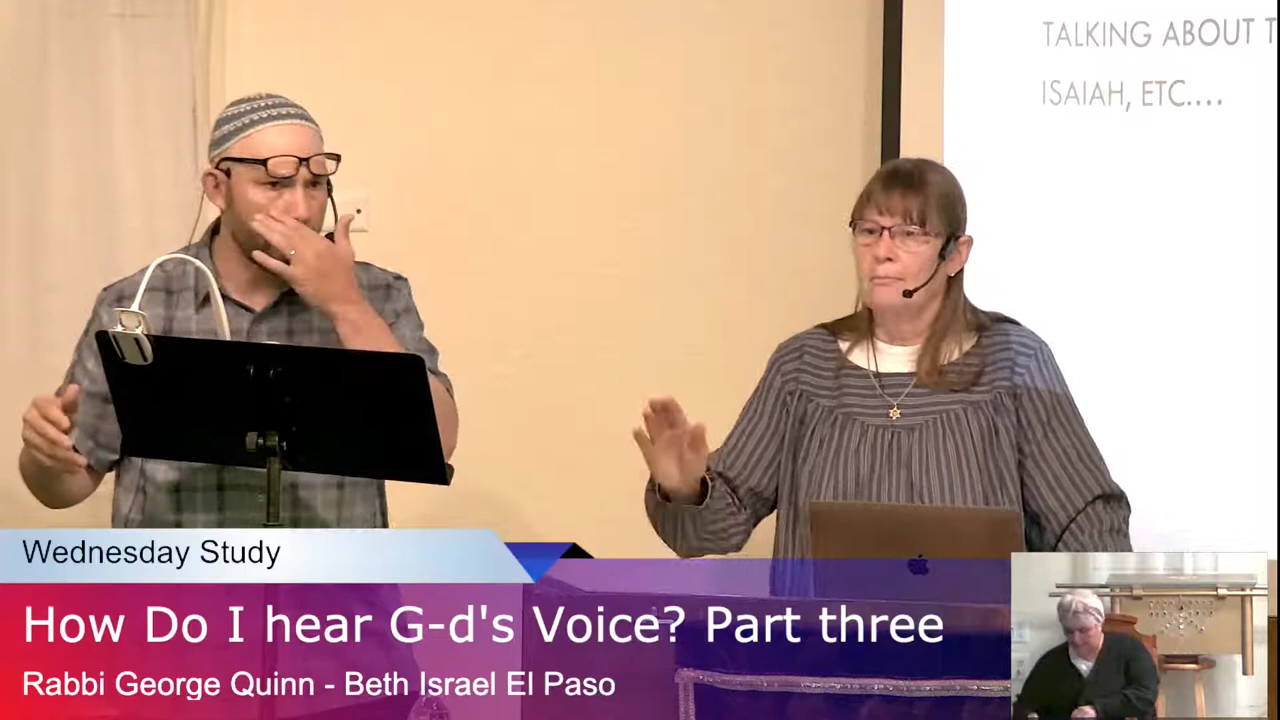 TALKING ABOUT T
ISAIAH, ETC....
Wednesday Study
How Do I hear G-d's Voice? Part three
Rabbi George Quinn - Beth Israel El Paso